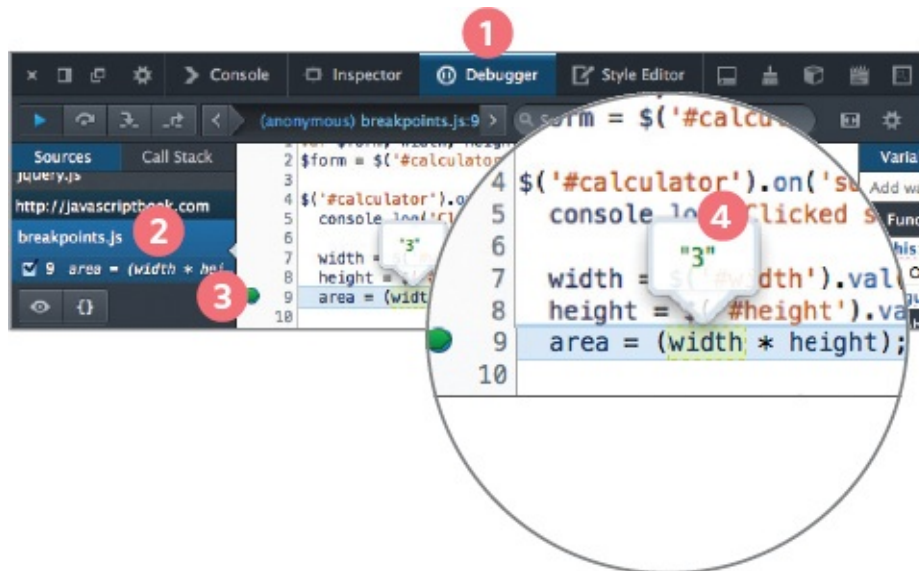 1
Console Inspector Debugger Style Editor
(anonymous) breakpoints.js:9
Sources Call Stack
jquery.js
http://javascriptbook.com
breakpoints.js 2
9 area = (width * hei
3
{}
2 $form = $('#calculator
3
4 $('#calculator').o
5 console log('Cl
6
7 width =
8 height =
9 area = (widt
10
"3"
orm = $('#calcu
4 $('#calculator').on('su
5 console lo Clicked s
6
7 width = $('#width').val(
8 height = $('#height').va
9 area = (width * height);
10
4
"3"
Varia
Add wa
Func
this